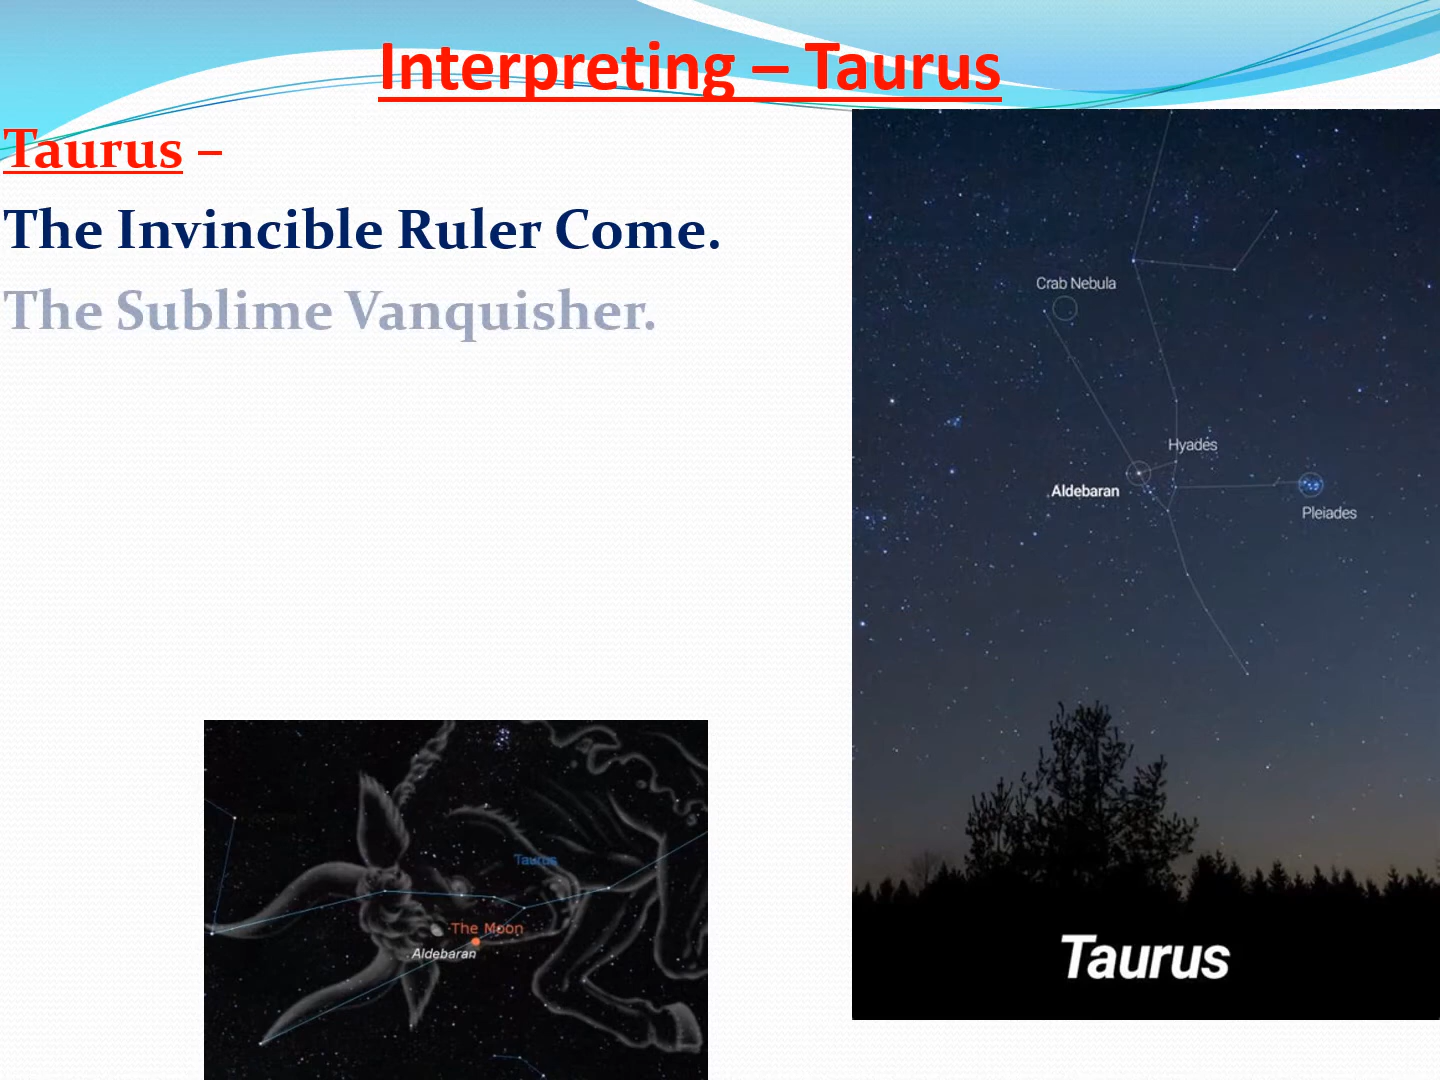 Interpreting – Taurus
Taurus –
The Invincible Ruler Come.
The Sublime Vanquisher.
Crab Nebula
Hyades
Aldebaran
Pleiades
Taurus
Taurus
The Moon
Aldebaran